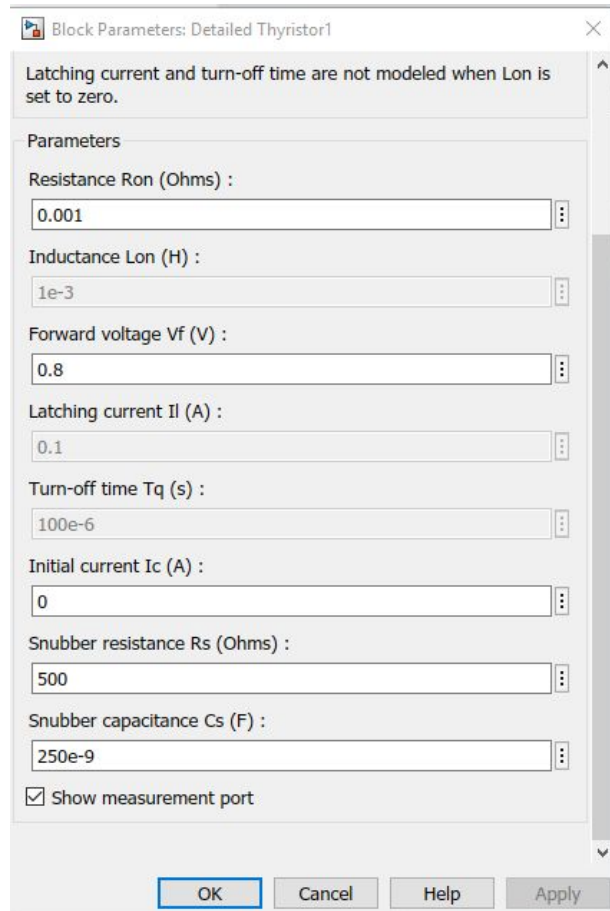 Block Parameters: Detailed Thyristor1
Latching current and turn-off time are not modeled when Lon is
set to zero.
Parameters
Resistance Ron (Ohms) :
0.001
Inductance Lon (H) :
1e-3
Forward voltage Vf (V) :
0.8
Latching current Il (A) :
0.1
Turn-off time Tq (s) :
100e-6
Initial current Ic (A) :
0
Snubber resistance Rs (Ohms) :
500
Snubber capacitance Cs (F) :
250e-9
Show measurement port
OK Cancel Help Apply